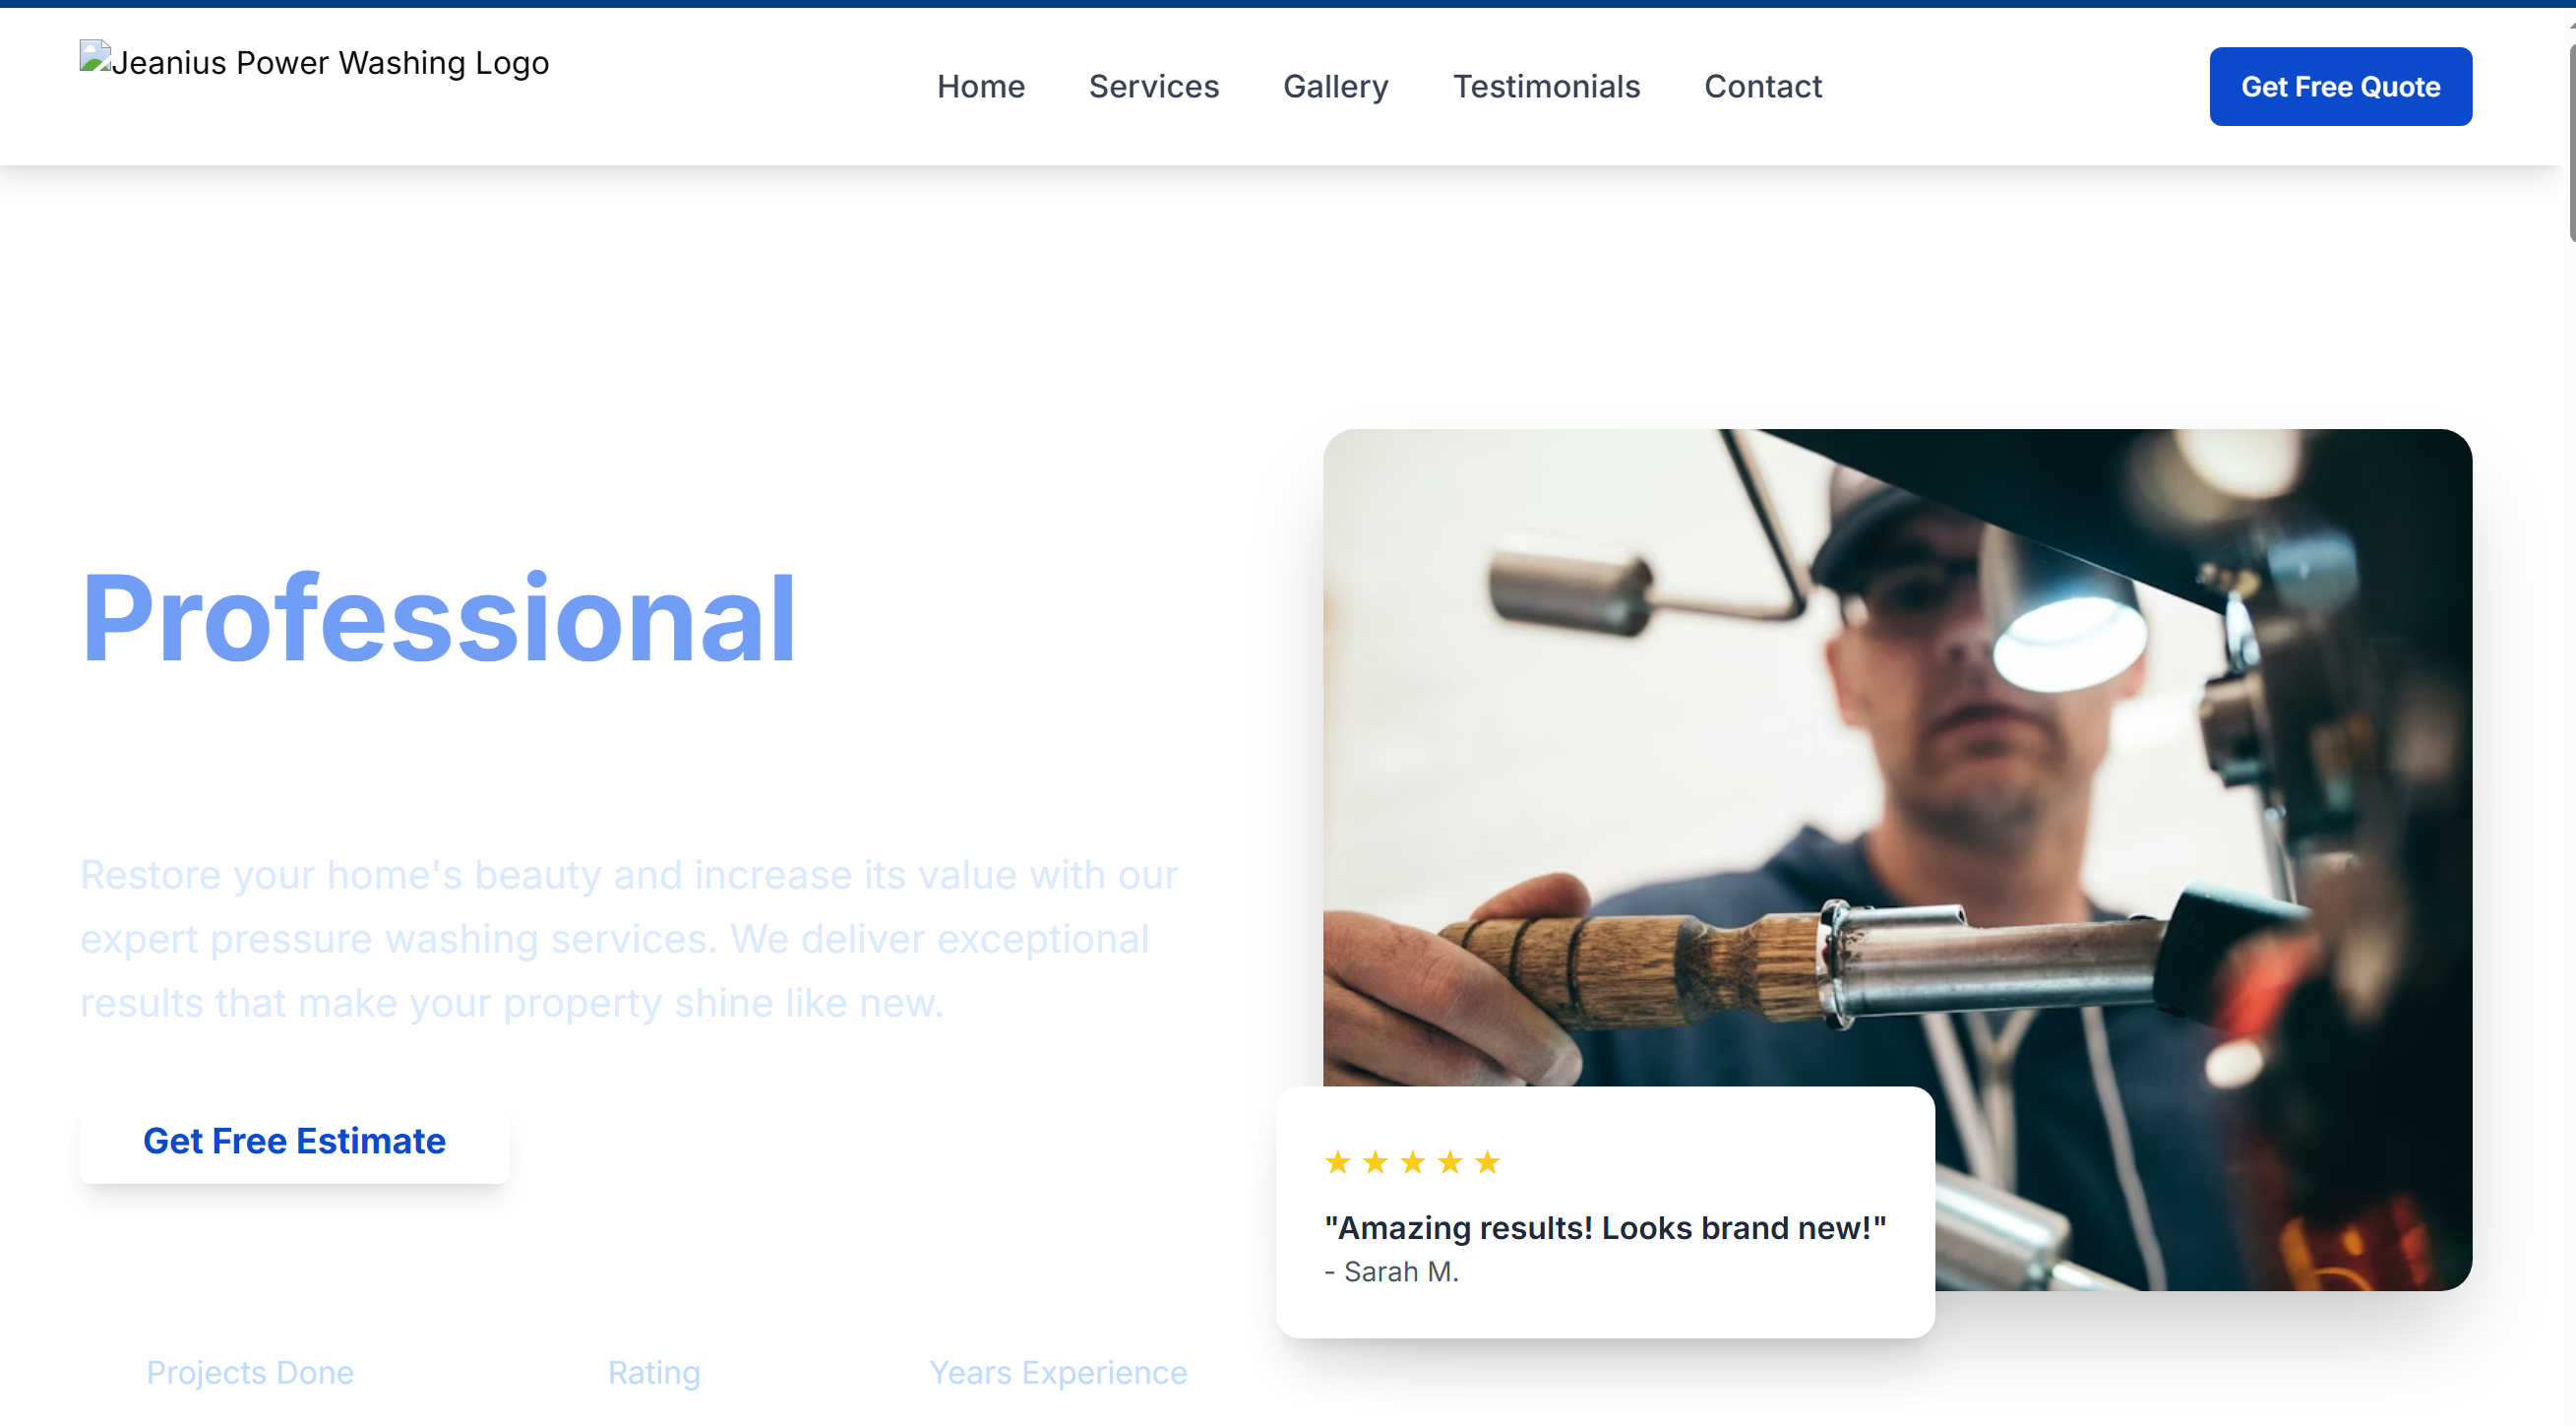 Jeanius Power Washing Logo
Home
Services
Gallery
Testimonials
Contact
Get Free Quote
Professional
Restore your home's beauty and increase its value with our
expert pressure washing services. We deliver exceptional
results that make your property shine like new.
Get Free Estimate
Projects Done
Rating
Years Experience
★★★★★
"Amazing results! Looks brand new!"
- Sarah M.